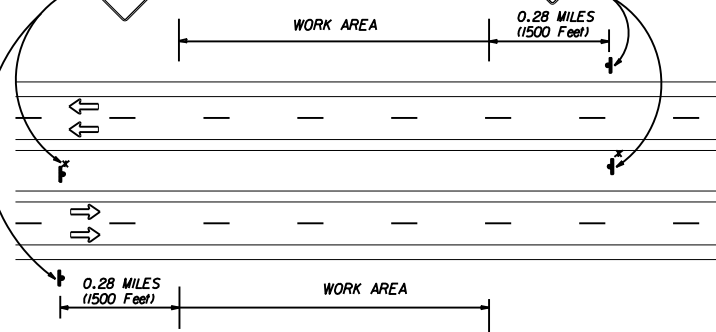 WORK AREA
0.28 MILES
(1500 Feet)
x
x
0.28 MILES
(1500 Feet)
WORK AREA